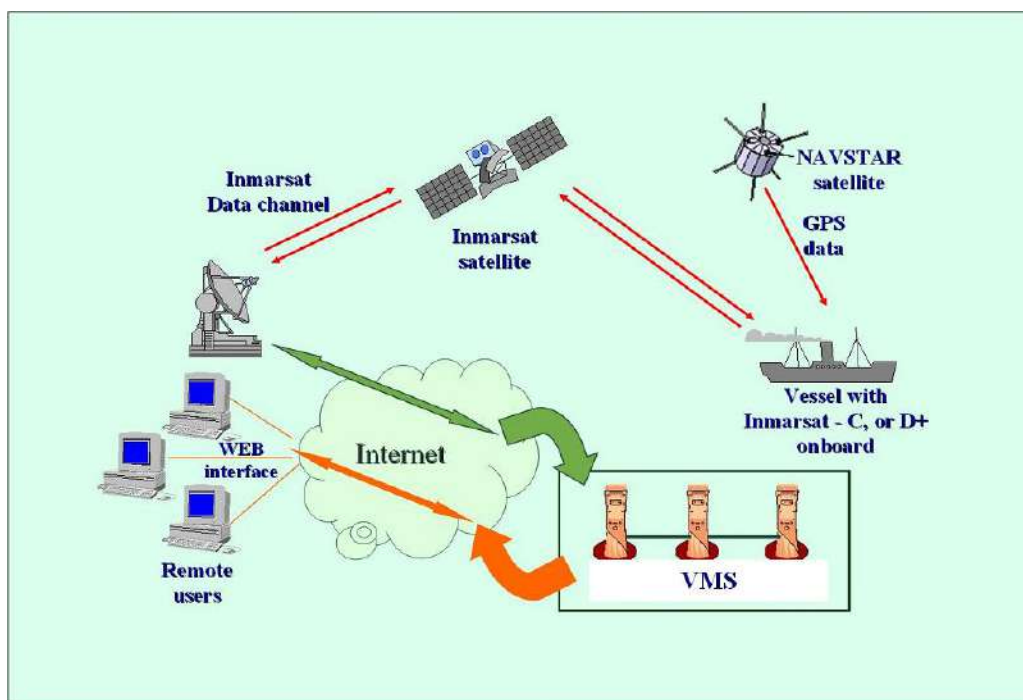 NAVSTAR
satellite
Inmarsat
Data channel
Inmarsat
satellite
GPS
data
Vessel with
Inmarsat - C, or D+
onboard
WEB
interface
Internet
Remote
users
VMS